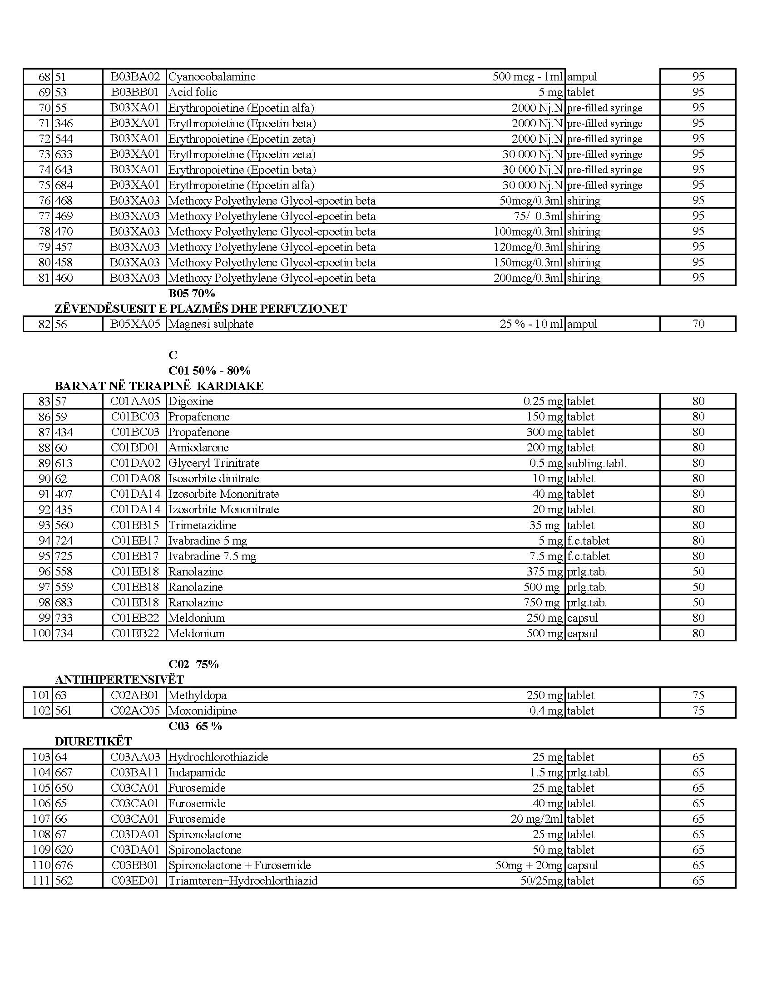 68 51 B03BA02 Cyanocobalamine 500 mcg - 1ml ampul 95
69 53 B03BB01 Acid folic 5 mg tablet 95
70 55 B03XA01 Erythropoietine (Epoetin alfa) 2000 Nj.N pre-filled syringe 95
71 346 B03XA01 Erythropoietine (Epoetin beta) 2000 Nj.N pre-filled syringe 95
72 544 B03XA01 Erythropoietine (Epoetin zeta) 2000 Nj.N pre-filled syringe 95
73 633 B03XA01 Erythropoietine (Epoetin zeta) 30 000 Nj.N pre-filled syringe 95
74 643 B03XA01 Erythropoietine (Epoetin beta) 30 000 Nj.N pre-filled syringe 95
75 684 B03XA01 Erythropoietine (Epoetin alfa) 30 000 Nj.N pre-filled syringe 95
76 468 B03XA03 Methoxy Polyethylene Glycol-epoetin beta 50mcg/0.3ml shiring 95
77 469 B03XA03 Methoxy Polyethylene Glycol-epoetin beta 75/ 0.3ml shiring 95
78 470 B03XA03 Methoxy Polyethylene Glycol-epoetin beta 100mcg/0.3ml shiring 95
79 457 B03XA03 Methoxy Polyethylene Glycol-epoetin beta 120mcg/0.3ml shiring 95
80 458 B03XA03 Methoxy Polyethylene Glycol-epoetin beta 150mcg/0.3ml shiring 95
81 460 B03XA03 Methoxy Polyethylene Glycol-epoetin beta 200mcg/0.3ml shiring 95
B05 70%
ZËVENDËSUESIT E PLAZMËS DHE PERFUZIONET
82 56 B05XA05 Magnesi sulphate 25 % - 10 ml ampul 70
C
C01 50% - 80%
BARNAT NË TERAPINË KARDIAKE
83 57 C01AA05 Digoxine 0.25 mg tablet 80
86 59 C01BC03 Propafenone 150 mg tablet 80
87 434 C01BC03 Propafenone 300 mg tablet 80
88 60 C01BD01 Amiodarone 200 mg tablet 80
89 613 C01DA02 Glyceryl Trinitrate 0.5 mg subling.tabl. 80
90 62 C01DA08 Isosorbite dinitrate 10 mg tablet 80
91 407 C01DA14 Izosorbite Mononitrate 40 mg tablet 80
92 435 C01DA14 Izosorbite Mononitrate 20 mg tablet 80
93 560 C01EB15 Trimetazidine 35 mg tablet 80
94 724 C01EB17 Ivabradine 5 mg 5 mg f.c.tablet 80
95 725 C01EB17 Ivabradine 7.5 mg 7.5 mg f.c.tablet 80
96 558 C01EB18 Ranolazine 375 mg prlg.tab. 50
97 559 C01EB18 Ranolazine 500 mg prlg.tab. 50
98 683 C01EB18 Ranolazine 750 mg prlg.tab. 50
99 733 C01EB22 Meldonium 250 mg capsul 80
100 734 C01EB22 Meldonium 500 mg capsul 80
C02 75%
ANTIHIPERTENSIVËT
101 63 C02AB01 Methyldopa 250 mg tablet 75
102 561 C02AC05 Moxonidipine 0.4 mg tablet 75
C03 65 %
DIURETIKËT
103 64 C03AA03 Hydrochlorothiazide 25 mg tablet 65
104 667 C03BA11 Indapamide 1.5 mg prlg.tabl. 65
105 650 C03CA01 Furosemide 25 mg tablet 65
106 65 C03CA01 Furosemide 40 mg tablet 65
107 66 C03CA01 Furosemide 20 mg/2ml tablet 65
108 67 C03DA01 Spironolactone 25 mg tablet 65
109 620 C03DA01 Spironolactone 50 mg tablet 65
110 676 C03EB01 Spironolactone + Furosemide 50mg + 20mg capsul 65
111 562 C03ED01 Triamteren+Hydrochlorthiazid 50/25mg tablet 65